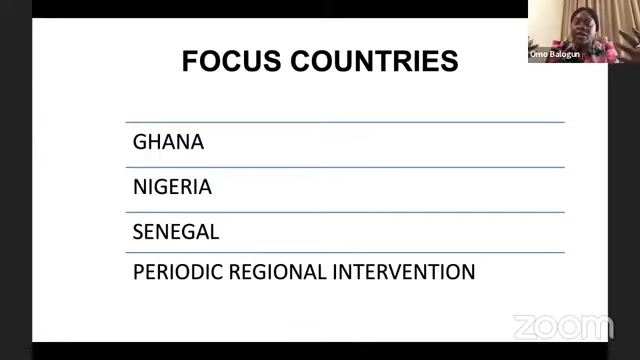 FOCUS COUNTRIES
Omo Balogun
GHANA
NIGERIA
SENEGAL
PERIODIC REGIONAL INTERVENTION
zoom